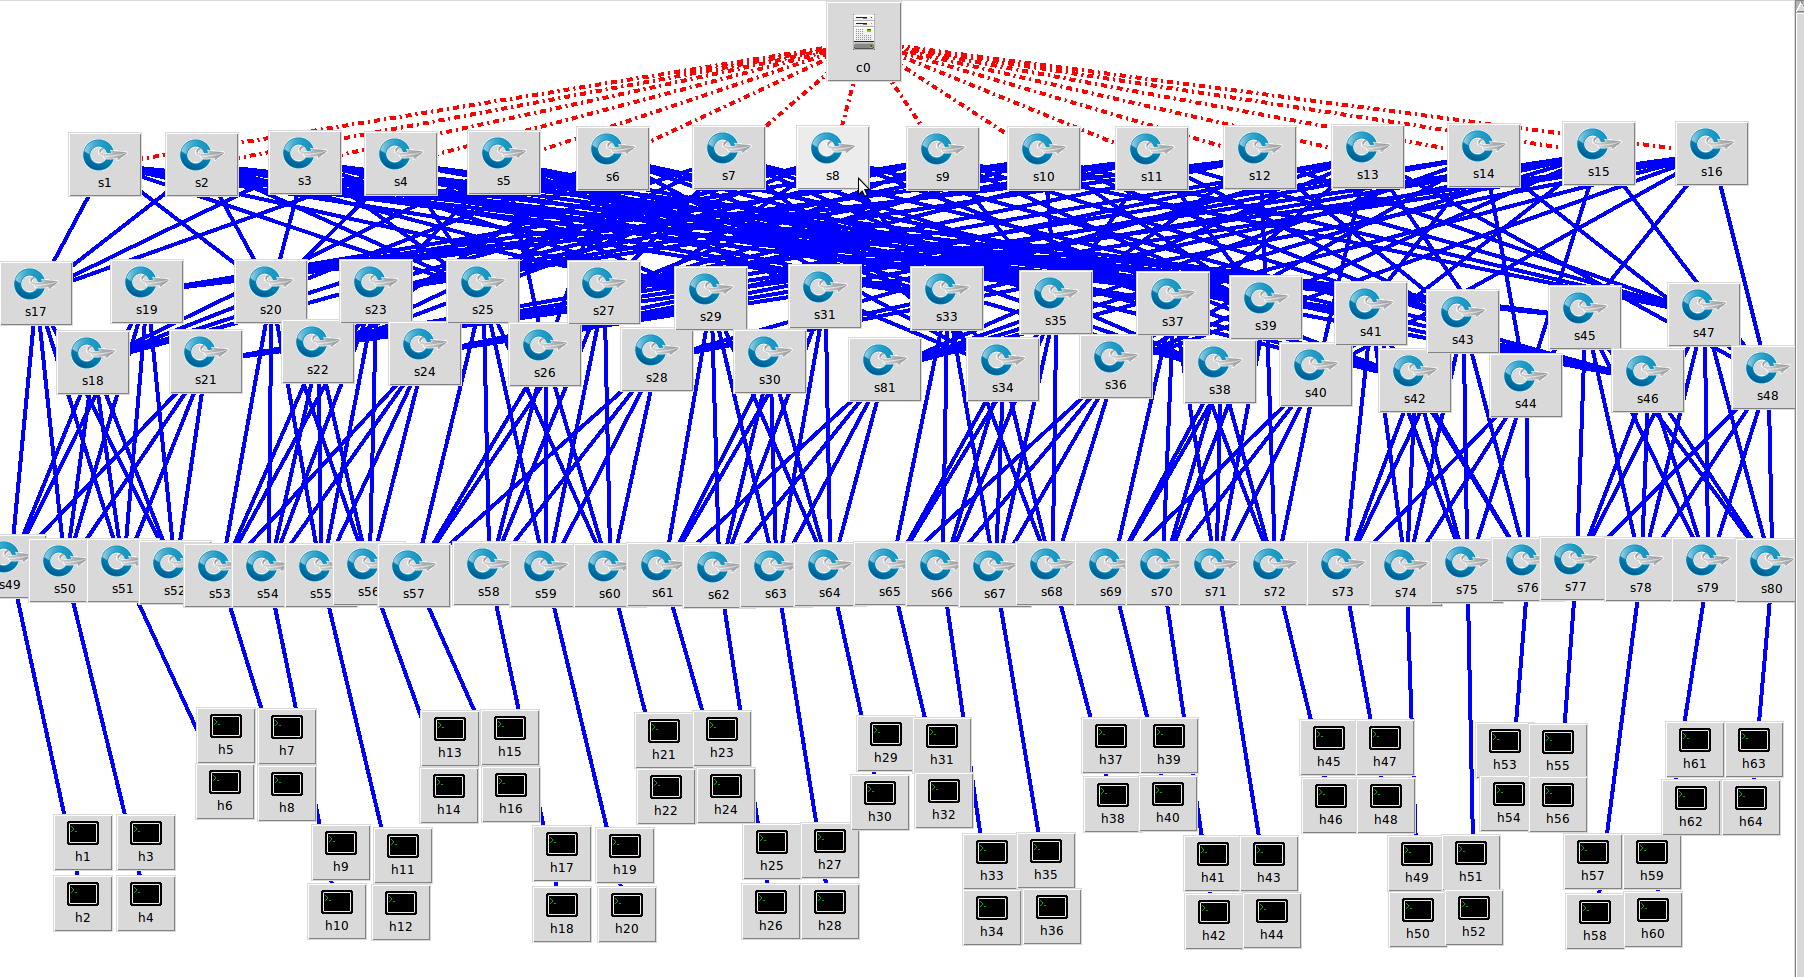 c0
s1 s2 s3 s4 s5 s6 s7 s8 s9 s10 s11 s12 s13 s14 s15 s16
s17 s19 s20 s23 s25 s27 s29 s31 s33 s35 s37 s39 s41 s43 s45 s47
s18 s21 s22 s24 s26 s28 s30 s81 s34 s36 s38 s40 s42 s44 s46 s48
s49 s50 s51 s52 s53 s54 s55 s56 s57 s58 s59 s60 s61 s62 s63 s64 s65 s66 s67 s68 s69 s70 s71 s72 s73 s74 s75 s76 s77 s78 s79 s80
h5 h7 h13 h15 h21 h23 h29 h31 h37 h39 h45 h47 h53 h55 h61 h63
h6 h8 h14 h16 h22 h24 h30 h32 h38 h40 h46 h48 h54 h56 h62 h64
h1 h3 h9 h11 h17 h19 h25 h27 h33 h35 h41 h43 h49 h51 h57 h59
h2 h4 h10 h12 h18 h20 h26 h28 h34 h36 h42 h44 h50 h52 h58 h60